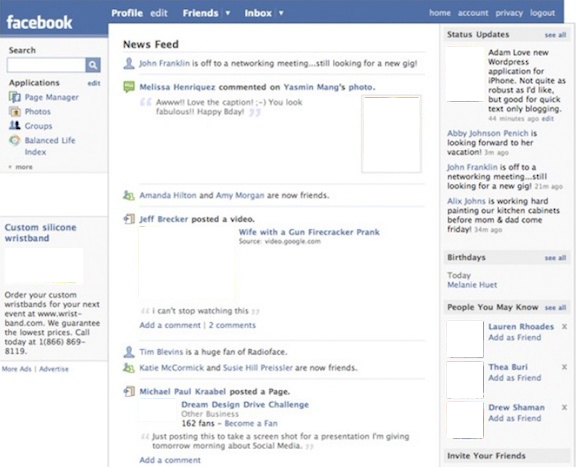 facebook
Profile edit Friends ▾ Inbox ▾
home account privacy logout
Search
Applications edit
Page Manager
Photos
Groups
Balanced Life
Index
more
Custom silicone
wristband
Order your custom
wristbands for your next
event at www.wrist-
band.com. We guarantee
the lowest prices. Call
today at 1(866) 869-
8119.
More Ads | Advertise
News Feed
John Franklin is off to a networking meeting...still looking for a new gig!
Melissa Henriquez commented on Yasmin Mang's photo.
Awww!! Love the caption! ;-) You look
fabulous!! Happy Bday!
Amanda Hilton and Amy Morgan are now friends.
Jeff Brecker posted a video.
Wife with a Gun Firecracker Prank
Source: video.google.com
i can't stop watching this
Add a comment | 2 comments
Tim Blevins is a huge fan of Radioface.
Katie McCormick and Susie Hill Preissler are now friends.
Michael Paul Kraabel posted a Page.
Dream Design Drive Challenge
Other Business
162 fans - Become a Fan
Just posting this to take a screen shot for a presentation I'm giving
tomorrow morning about Social Media.
Add a comment
Status Updates see all
Adam Love new
Wordpress
application for
iPhone. Not quite as
robust as I'd like,
but good for quick
text only blogging.
44 minutes ago edit
Abby Johnson Penich is
looking forward to her
vacation! 3m ago
John Franklin is off to a
networking meeting...still
looking for a new gig! 21m ago
Alix Johns is working hard
painting our kitchen cabinets
before mom & dad come
friday! 34m ago
Birthdays see all
Today
Melanie Huet
People You May Know see all
Lauren Rhoades x
Add as Friend
Thea Buri x
Add as Friend
Drew Shaman x
Add as Friend
Invite Your Friends